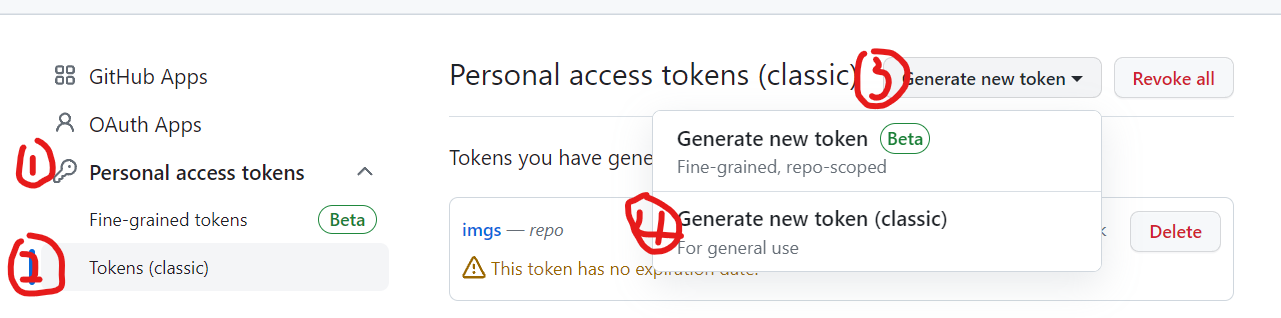 GitHub Apps
OAuth Apps
1 Personal access tokens
Fine-grained tokens Beta
1 Tokens (classic)
Personal access tokens (classic)
3 Generate new token
Revoke all
Generate new token Beta
Fine-grained, repo-scoped
4 Generate new token (classic)
For general use
Tokens you have gene
imgs — repo
k
Delete
This token has no expiration date.